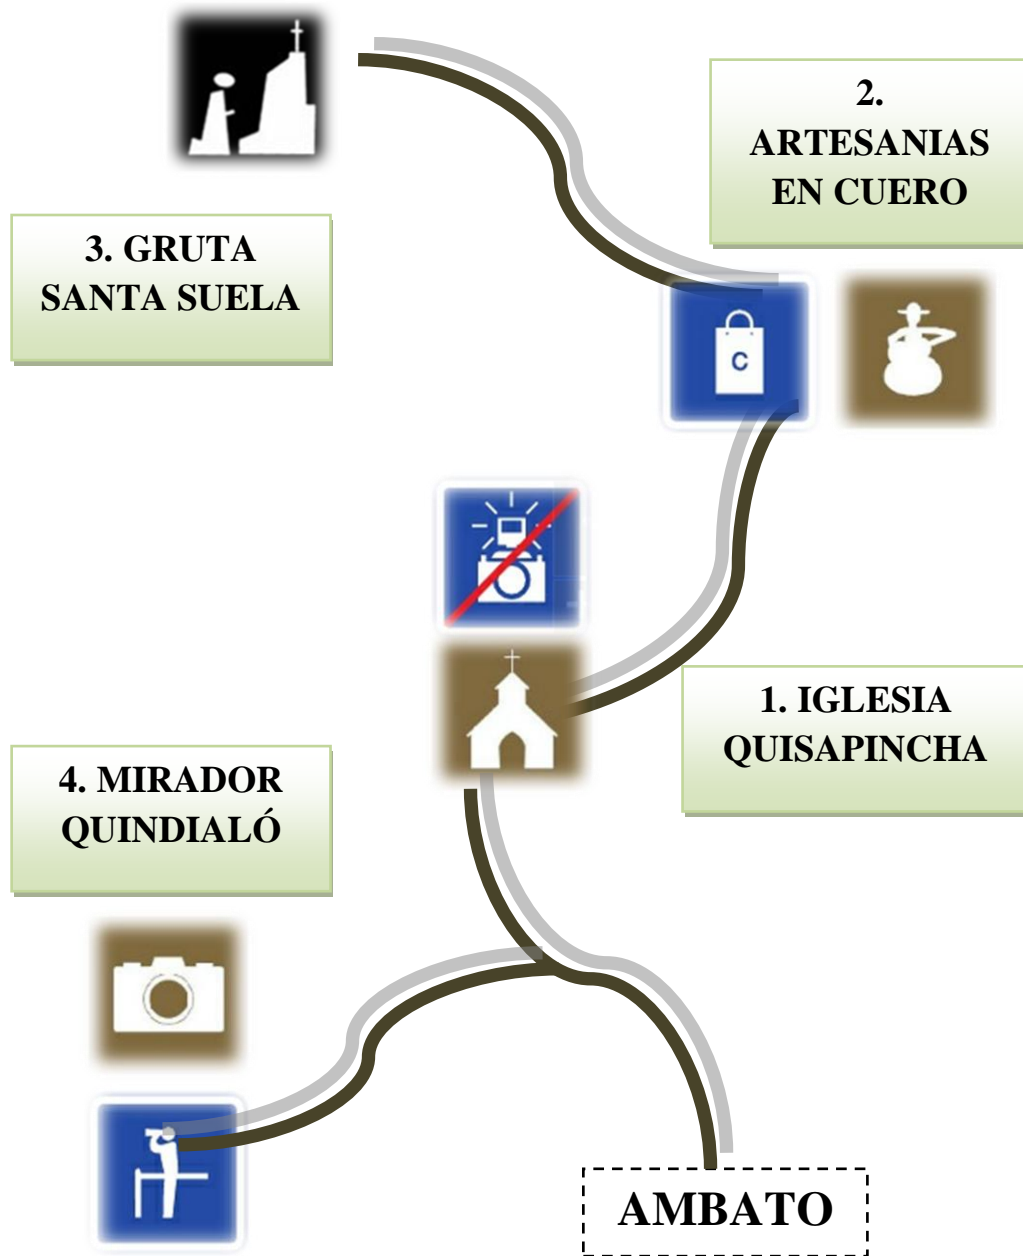 2.
ARTESANIAS
EN CUERO
3. GRUTA
SANTA SUELA
C
1. IGLESIA
QUISAPINCHA
4. MIRADOR
QUINDIALÓ
AMBATO